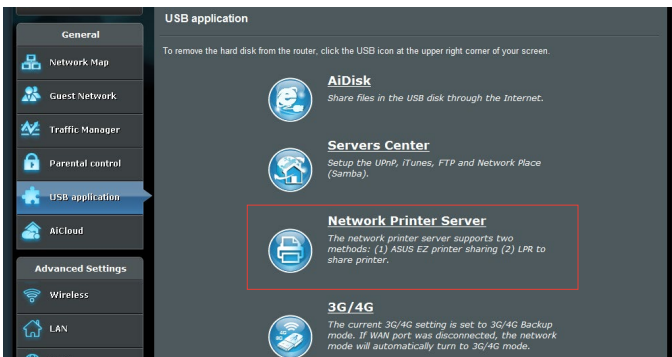 USB application
General
To remove the hard disk from the router, click the USB icon at the upper right corner of your screen.
Network Map
AiDisk
Share files in the USB disk through the Internet.
Guest Network
Traffic Manager
Servers Center
Setup the UPnP, iTunes, FTP and Network Place
(Samba).
Parental control
USB application
Network Printer Server
The network printer server supports two
methods: (1) ASUS EZ printer sharing (2) LPR to
share printer.
AiCloud
Advanced Settings
Wireless
3G/4G
The current 3G/4G setting is set to 3G/4G Backup
mode. If WAN port was disconnected, the network
mode will automatically turn to 3G/4G mode.
LAN